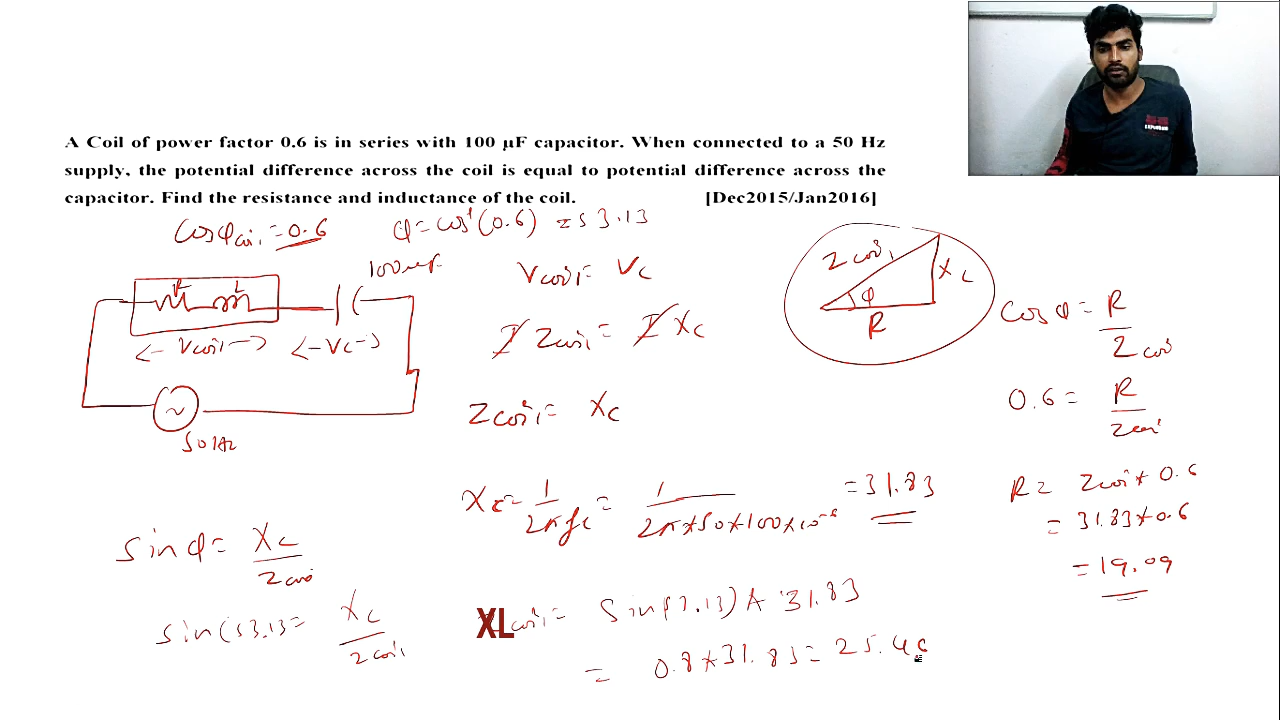 A Coil of power factor 0.6 is in series with 100 μF capacitor. When connected to a 50 Hz
supply, the potential difference across the coil is equal to potential difference across the
capacitor. Find the resistance and inductance of the coil. [Dec2015/Jan2016]
cosφcoil = 0.6
φ = cos⁻¹(0.6) = 53.13
R L
100μF
<- Vcoil -> <- Vc ->
50Hz
Vcoil = Vc
I Zcoil = I Xc
Zcoil = Xc
Xc = 1/2πfc = 1/2π*50*100*10⁻⁶ = 31.83
Zcoil
XL
φ
R
cosφ = R/Zcoil
0.6 = R/Zcoil
R = Zcoil * 0.6
= 31.83*0.6
= 19.09
sinφ = XL/Zcoil
sin(53.13 = XL/Zcoil
XLcoil = sin(53.13) * 31.83
= 0.8*31.83 = 25.46